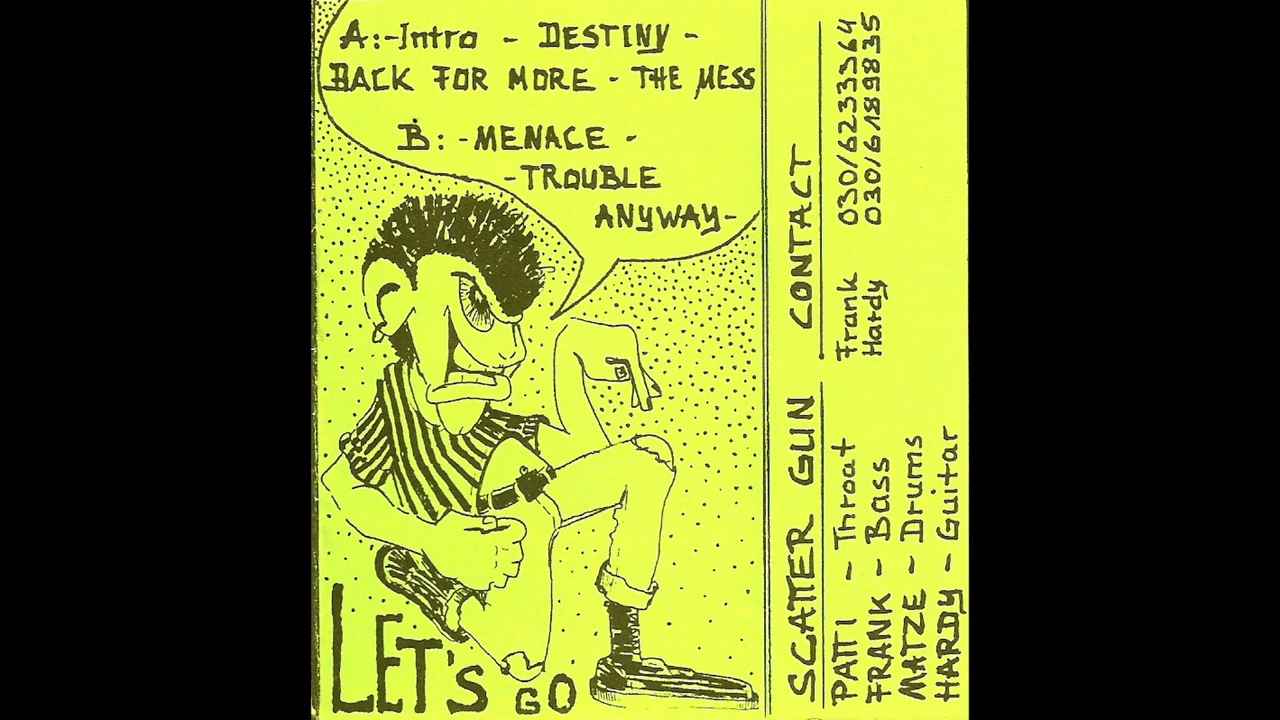 A:-Intro - DESTINY -
BACK FOR MORE - THE MESS
B: -MENACE -
-TROUBLE
ANYWAY-
LET'S GO
SCATTER GUN CONTACT
PATTI - Throat
FRANK - Bass
MATZE - Drums
HARDY - Guitar
Frank 030/6233364
Hardy 030/6189835